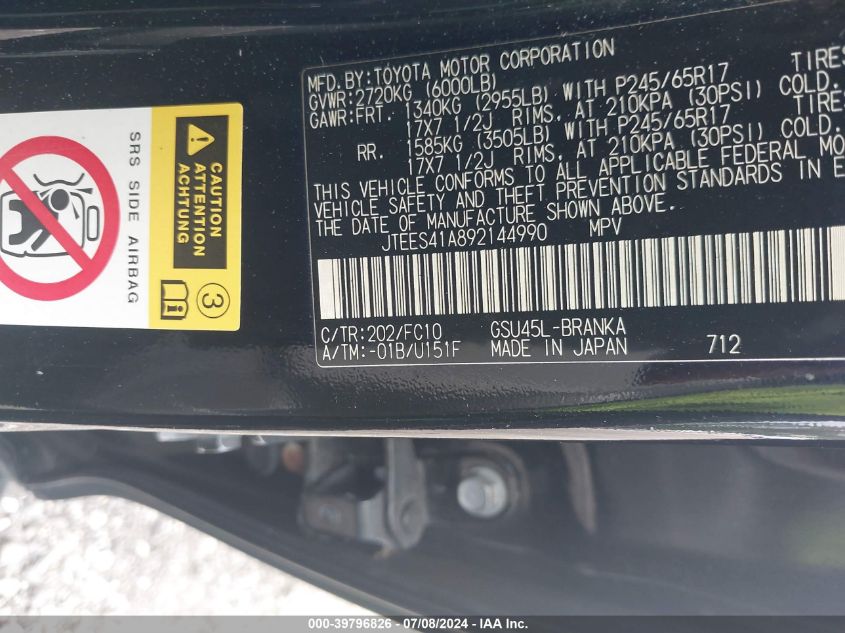 MFD. BY: TOYOTA MOTOR CORPORATION
GVWR: 2720KG (6000LB)
GAWR: FRT. 1340KG (2955LB) WITH P245/65R17 TIRES
17X7 1/2J RIMS, AT 210KPA (30PSI) COLD.
RR. 1585KG (3505LB) WITH P245/65R17 TIRES
17X7 1/2J RIMS, AT 210KPA (30PSI) COLD.
THIS VEHICLE CONFORMS TO ALL APPLICABLE FEDERAL MO
VEHICLE SAFETY AND THEFT PREVENTION STANDARDS IN E
THE DATE OF MANUFACTURE SHOWN ABOVE.
JTEES41A892144990 MPV
C/TR: 202/FC10 GSU45L-BRANKA
A/TM: -01B/U151F MADE IN JAPAN 712
SRS SIDE AIRBAG
CAUTION
ATTENTION
ACHTUNG
3
000-39796826 - 07/08/2024 - IAA Inc.